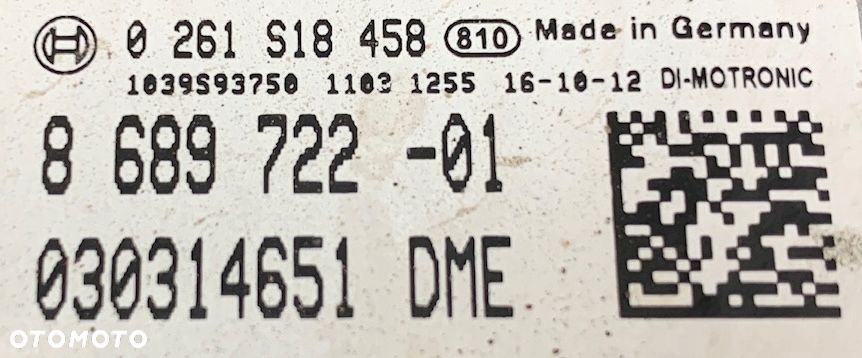 0 261 S18 458 810 Made in Germany
1039S93750 1103 1255 16-10-12 DI-MOTRONIC
8 689 722 -01
030314651 DME
OTOMOTO